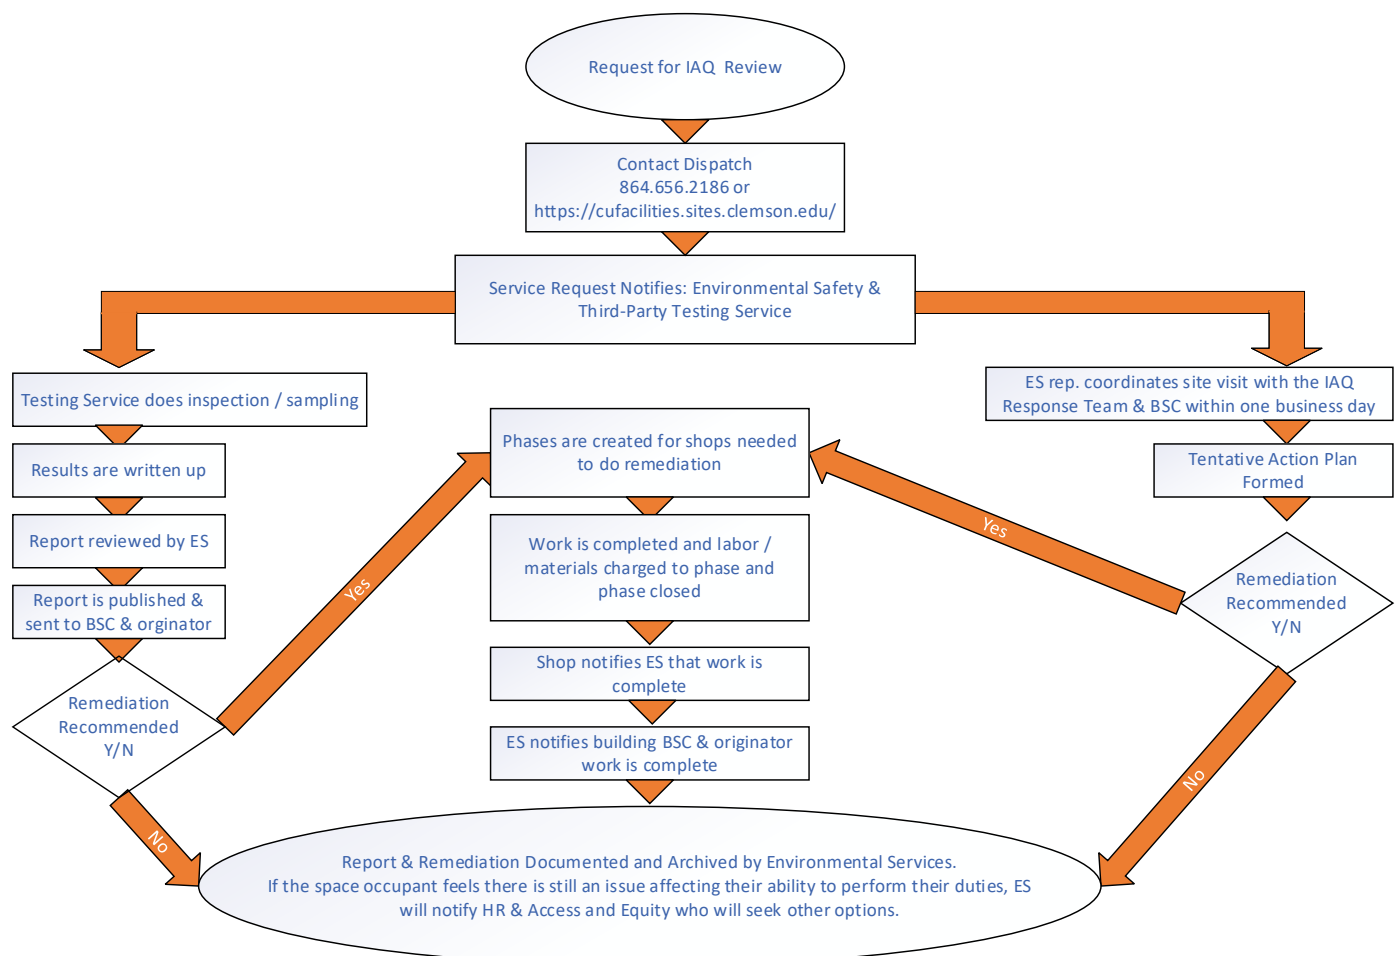 Request for IAQ Review
Contact Dispatch
864.656.2186 or
https://cufacilities.sites.clemson.edu/
Service Request Notifies: Environmental Safety &
Third-Party Testing Service
Testing Service does inspection / sampling
Results are written up
Report reviewed by ES
Report is published &
sent to BSC & orginator
Remediation
Recommended
Y/N
Yes
No
ES rep. coordinates site visit with the IAQ
Response Team & BSC within one business day
Tentative Action Plan
Formed
Remediation
Recommended
Y/N
Yes
No
Phases are created for shops needed
to do remediation
Work is completed and labor /
materials charged to phase and
phase closed
Shop notifies ES that work is
complete
ES notifies building BSC & originator
work is complete
Report & Remediation Documented and Archived by Environmental Services.
If the space occupant feels there is still an issue affecting their ability to perform their duties, ES
will notify HR & Access and Equity who will seek other options.